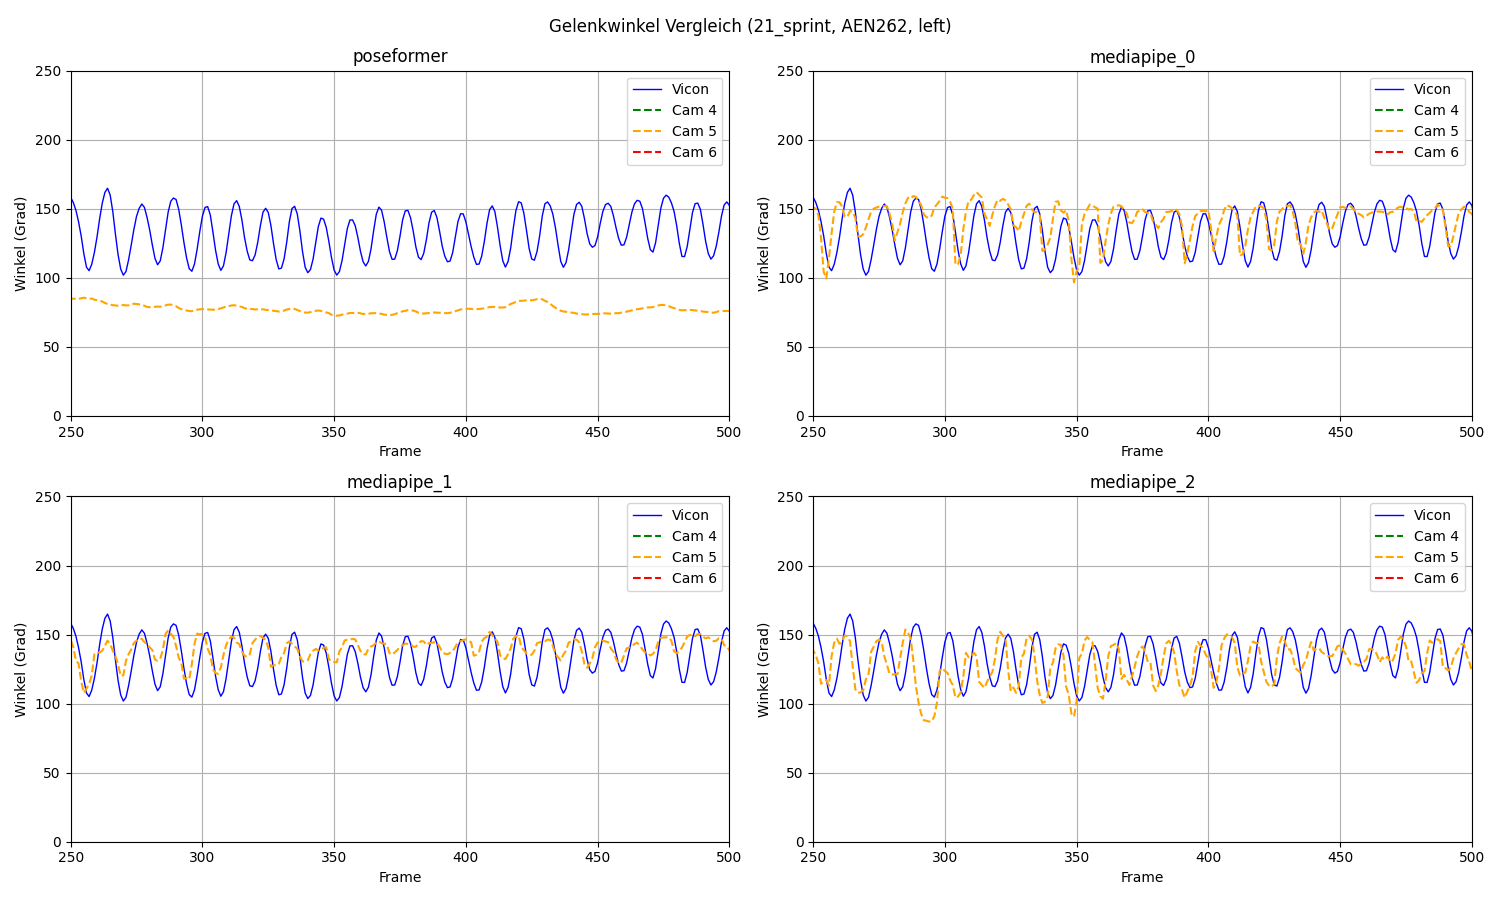 Gelenkwinkel Vergleich (21_sprint, AEN262, left)
poseformer
250
200
150
100
50
0
Winkel (Grad)
250 300 350 400 450 500
Frame
Vicon
Cam 4
Cam 5
Cam 6
mediapipe_0
250
200
150
100
50
0
Winkel (Grad)
250 300 350 400 450 500
Frame
Vicon
Cam 4
Cam 5
Cam 6
mediapipe_1
250
200
150
100
50
0
Winkel (Grad)
250 300 350 400 450 500
Frame
Vicon
Cam 4
Cam 5
Cam 6
mediapipe_2
250
200
150
100
50
0
Winkel (Grad)
250 300 350 400 450 500
Frame
Vicon
Cam 4
Cam 5
Cam 6